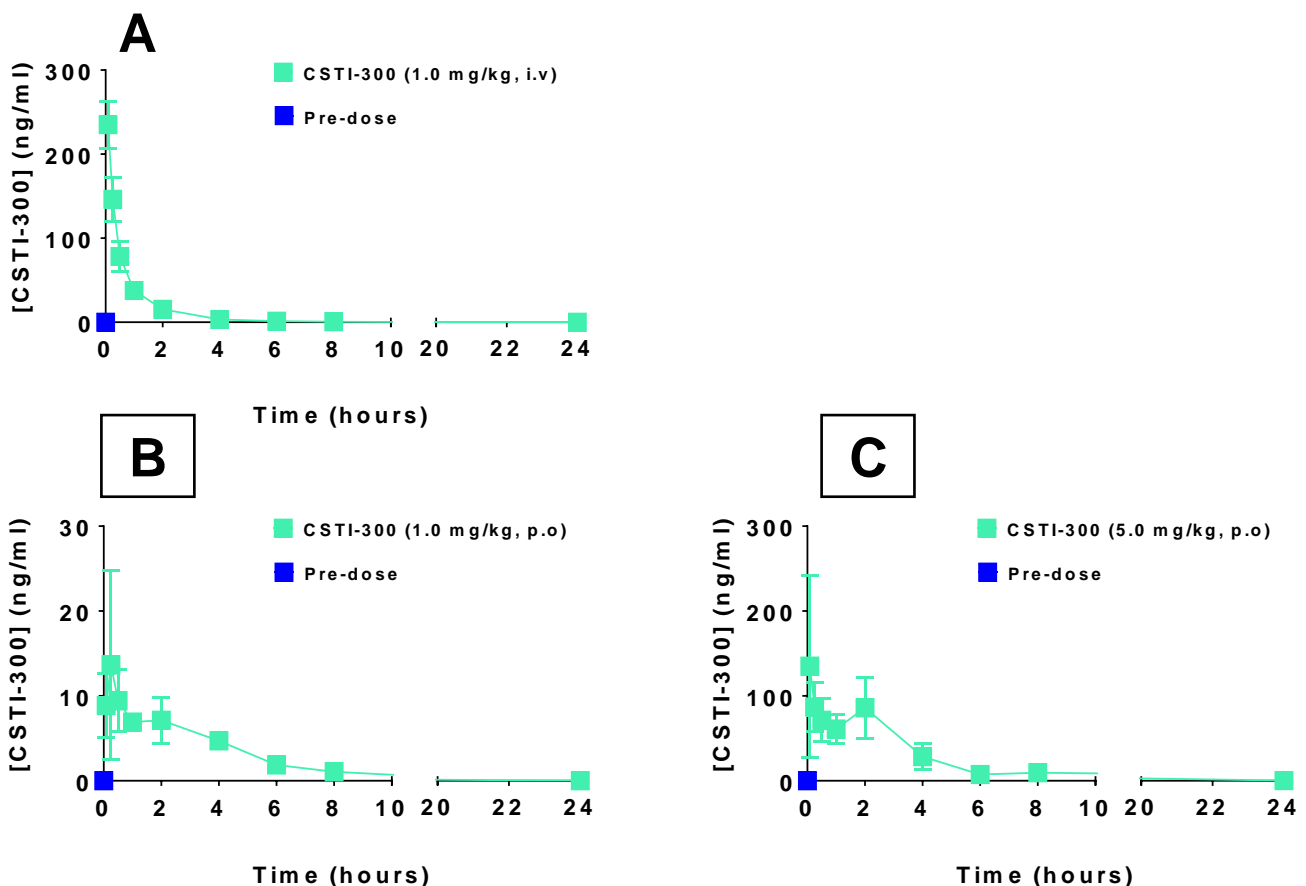 A
[CSTI-300] (ng/ml)
300
200
100
0
CSTI-300 (1.0 mg/kg, i.v)
Pre-dose
0 2 4 6 8 10 20 22 24
Time (hours)
B
[CSTI-300] (ng/ml)
30
20
10
0
CSTI-300 (1.0 mg/kg, p.o)
Pre-dose
0 2 4 6 8 10 20 22 24
Time (hours)
C
[CSTI-300] (ng/ml)
300
200
100
0
CSTI-300 (5.0 mg/kg, p.o)
Pre-dose
0 2 4 6 8 10 20 22 24
Time (hours)